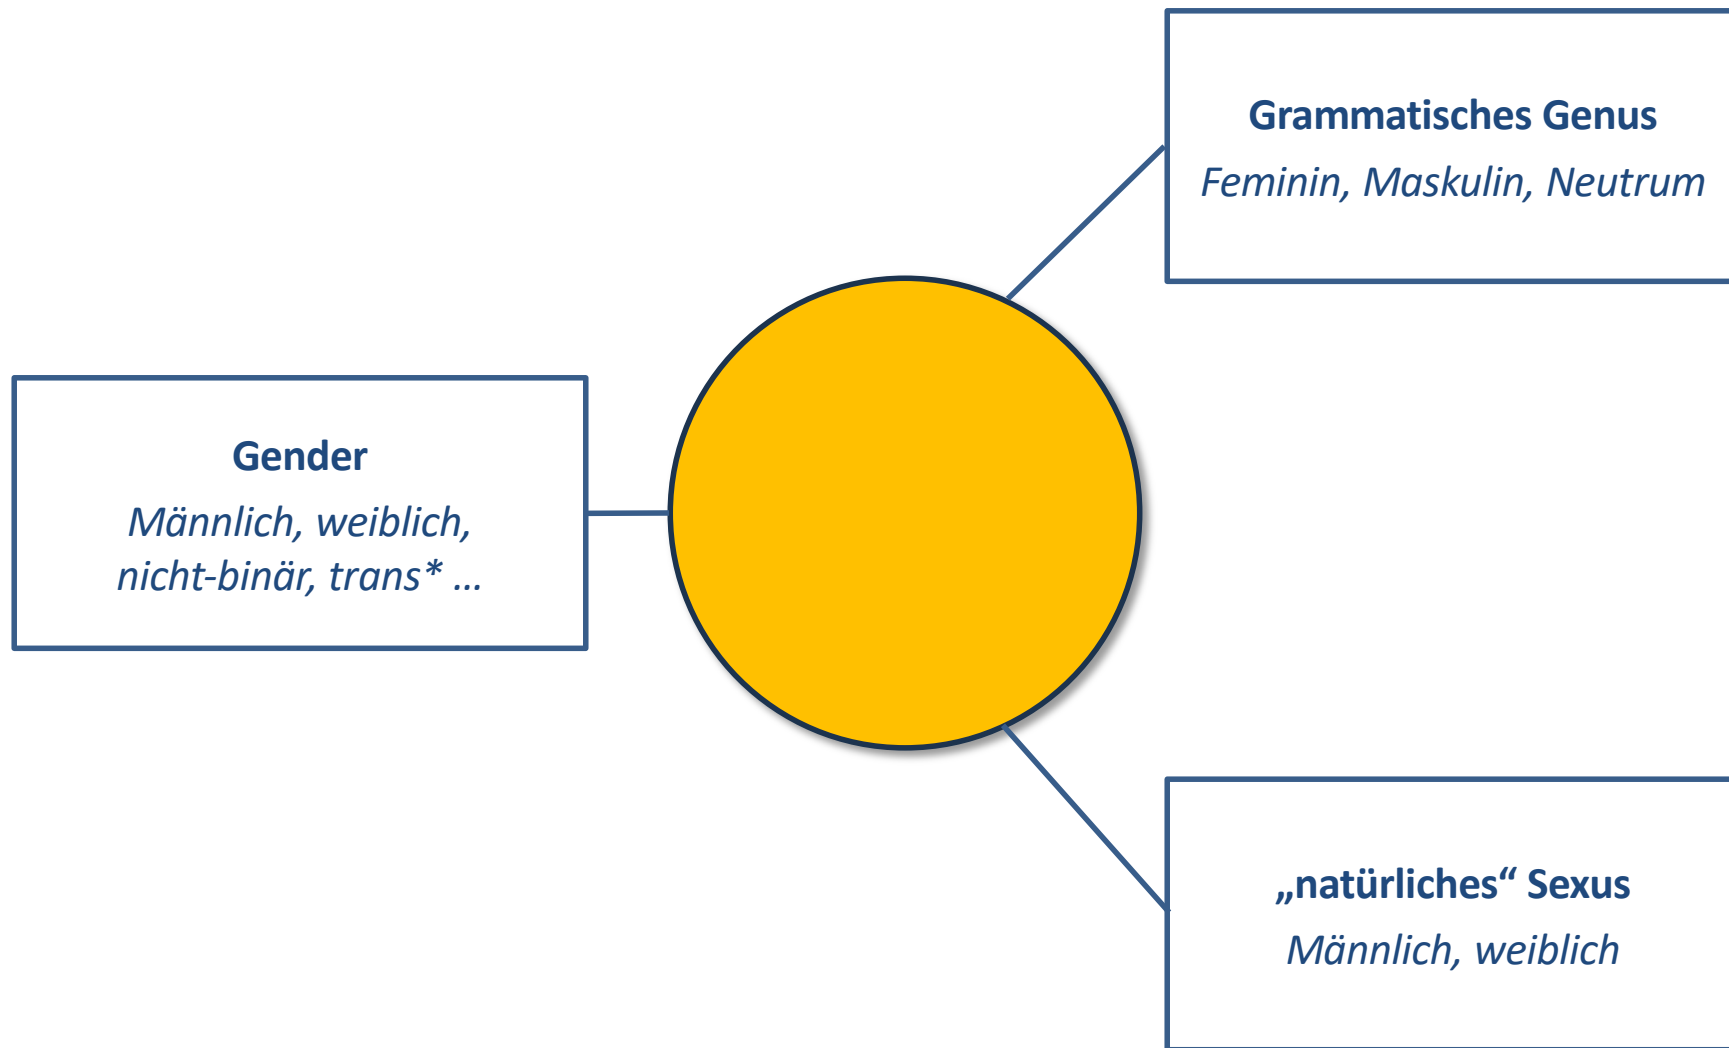 Grammatisches Genus
Feminin, Maskulin, Neutrum
Gender
Männlich, weiblich,
nicht-binär, trans* ...
„natürliches“ Sexus
Männlich, weiblich